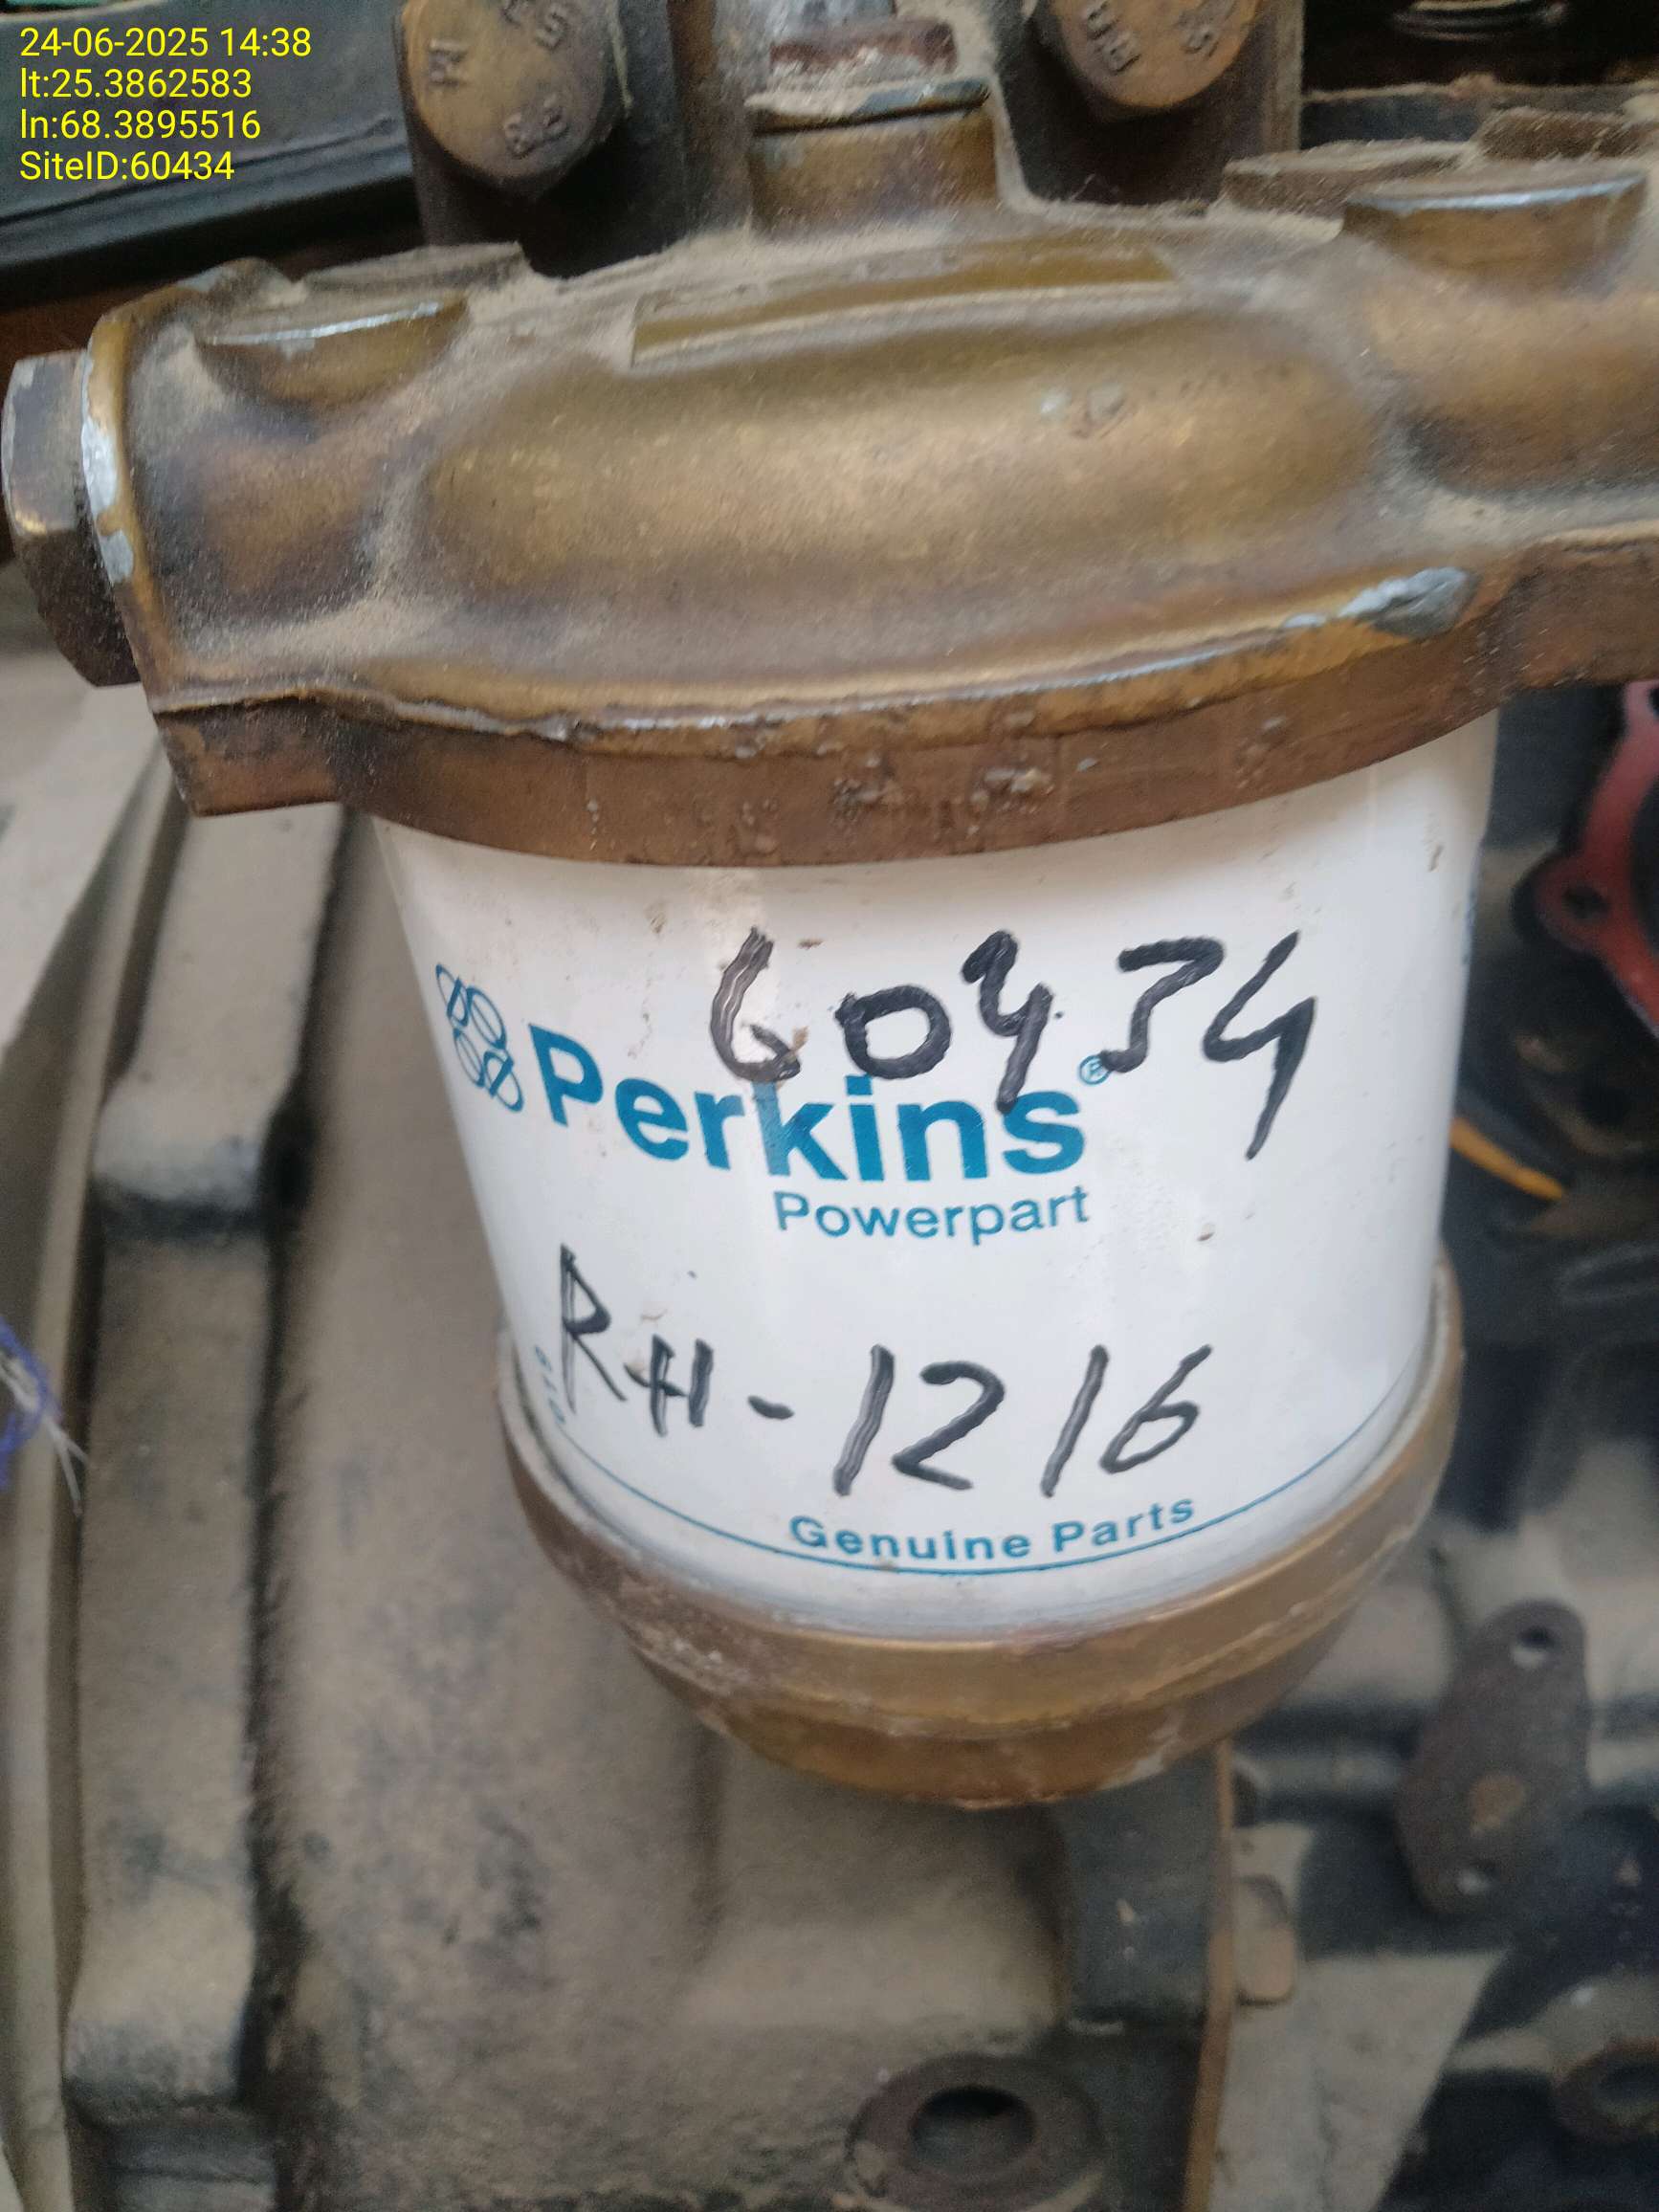 24-06-2025 14:38
lt:25.3862583
ln:68.3895516
SiteID:60434
60434
Perkins®
Powerpart
RH-1216
Genuine Parts